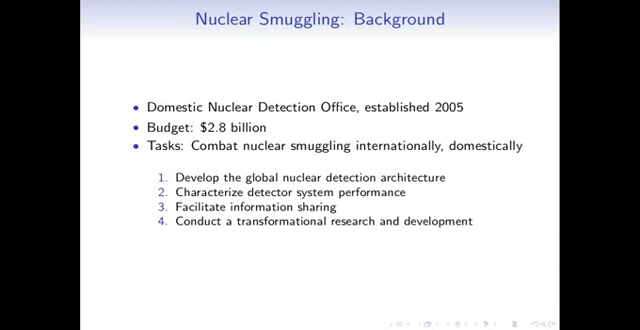 Nuclear Smuggling: Background
• Domestic Nuclear Detection Office, established 2005
• Budget: $2.8 billion
• Tasks: Combat nuclear smuggling internationally, domestically
1. Develop the global nuclear detection architecture
2. Characterize detector system performance
3. Facilitate information sharing
4. Conduct a transformational research and development